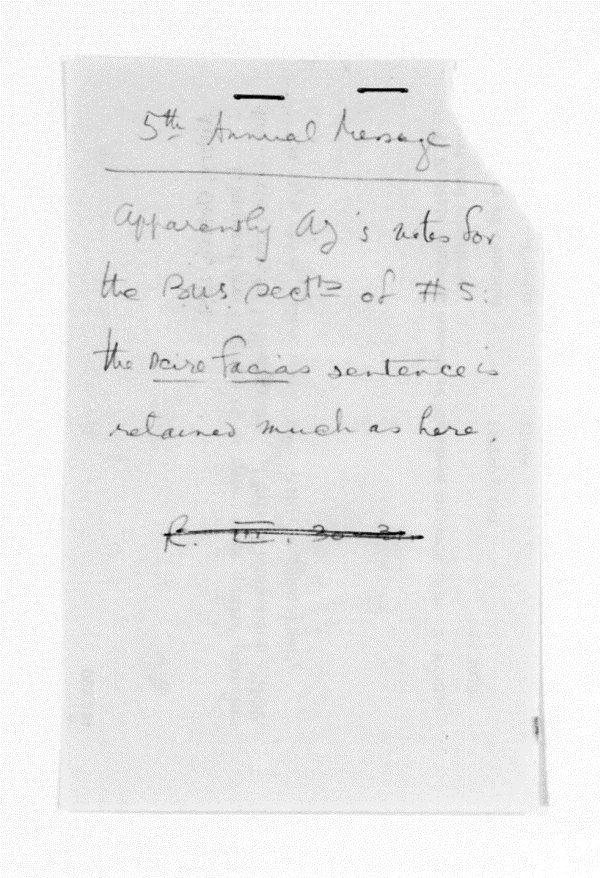 5th Annual Message
Apparently AJ's notes for
the Bus sectn of #5:
the scire facias sentence is
retained much as here.
R. III. 30-31.